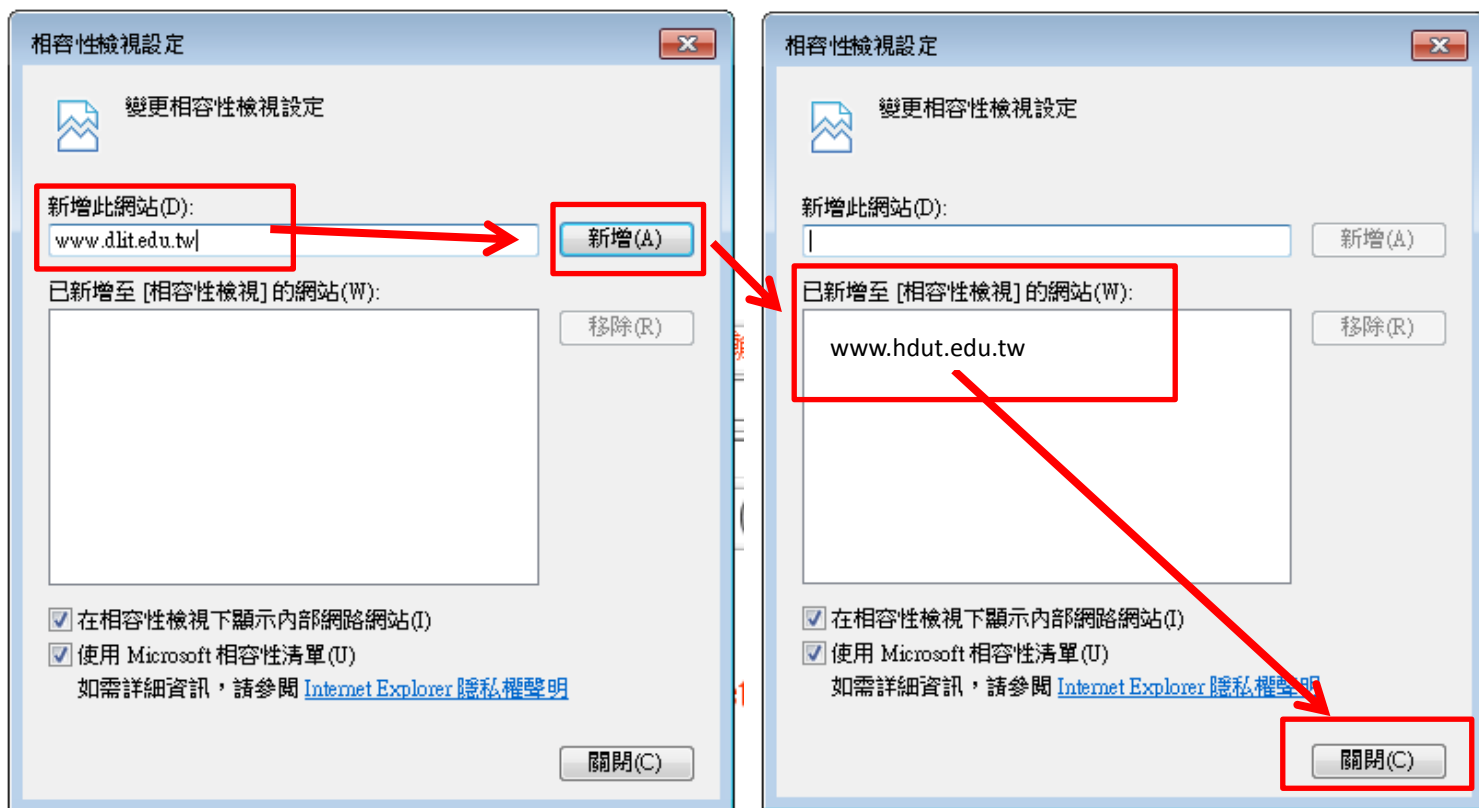 相容性檢視設定
變更相容性檢視設定
新增此網站(D):
www.dlit.edu.tw
新增(A)
已新增至 [相容性檢視] 的網站(W):
移除(R)
在相容性檢視下顯示內部網路網站(I)
使用 Microsoft 相容性清單(U)
如需詳細資訊，請參閱 Internet Explorer 隱私權聲明
關閉(C)
相容性檢視設定
變更相容性檢視設定
新增此網站(D):
新增(A)
已新增至 [相容性檢視] 的網站(W):
www.hdut.edu.tw
移除(R)
在相容性檢視下顯示內部網路網站(I)
使用 Microsoft 相容性清單(U)
如需詳細資訊，請參閱 Internet Explorer 隱私權聲明
關閉(C)